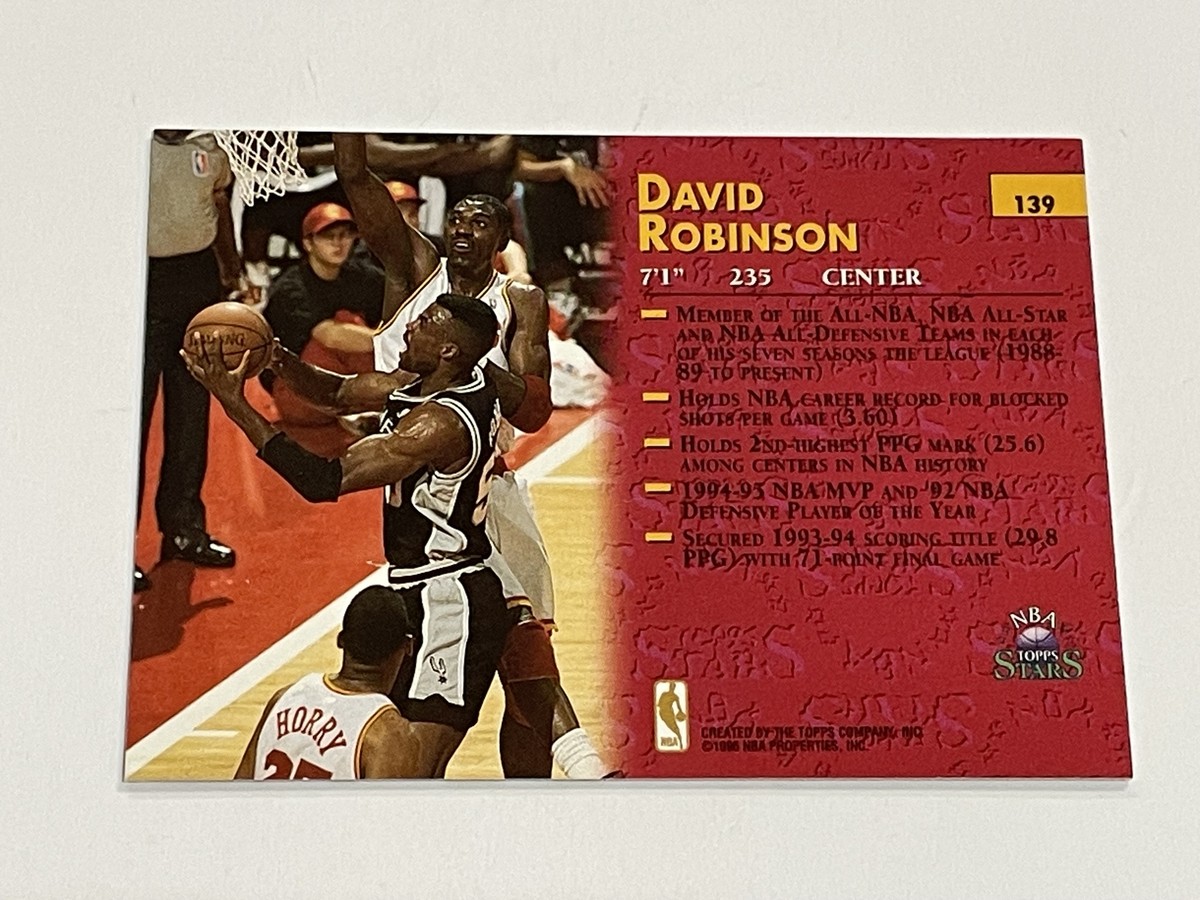 DAVID
ROBINSON
139
7'1" 235 CENTER
MEMBER OF THE ALL-NBA, NBA ALL-STAR
AND NBA ALL-DEFENSIVE TEAMS IN EACH
OF HIS SEVEN SEASONS THE LEAGUE (1988-
89 TO PRESENT)
HOLDS NBA CAREER RECORD FOR BLOCKED
SHOTS PER GAME (3.60)
HOLDS 2ND-HIGHEST PPG MARK (25.6)
AMONG CENTERS IN NBA HISTORY
1994-95 NBA MVP AND '92 NBA
DEFENSIVE PLAYER OF THE YEAR
SECURED 1993-94 SCORING TITLE (29.8
PPG) WITH 71-POINT FINAL GAME
NBA
TOPPS
STARS
NBA
CREATED BY THE TOPPS COMPANY, INC.
©1996 NBA PROPERTIES, INC.
HORRY
25